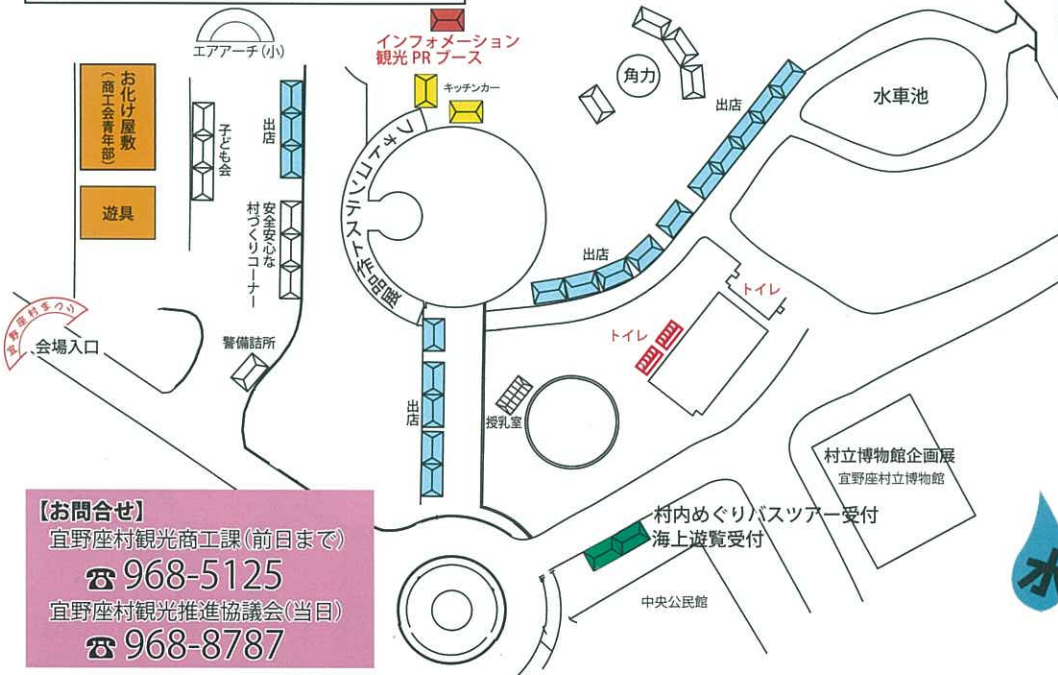 エアアーチ(小)
インフォメーション
観光PRブース
キッチンカー
お化け屋敷
(商工会青年部)
遊具
子ども会
出店
安全安心な
村づくりコーナー
フォトコンテスト作品展
角力
出店
水車池
出店
トイレ
トイレ
宜野座村まつり
会場入口
警備詰所
出店
授乳室
村立博物館企画展
宜野座村立博物館
村内めぐりバスツアー受付
海上遊覧受付
中央公民館
【お問合せ】
宜野座村観光商工課(前日まで)
☎ 968-5125
宜野座村観光推進協議会(当日)
☎ 968-8787
水